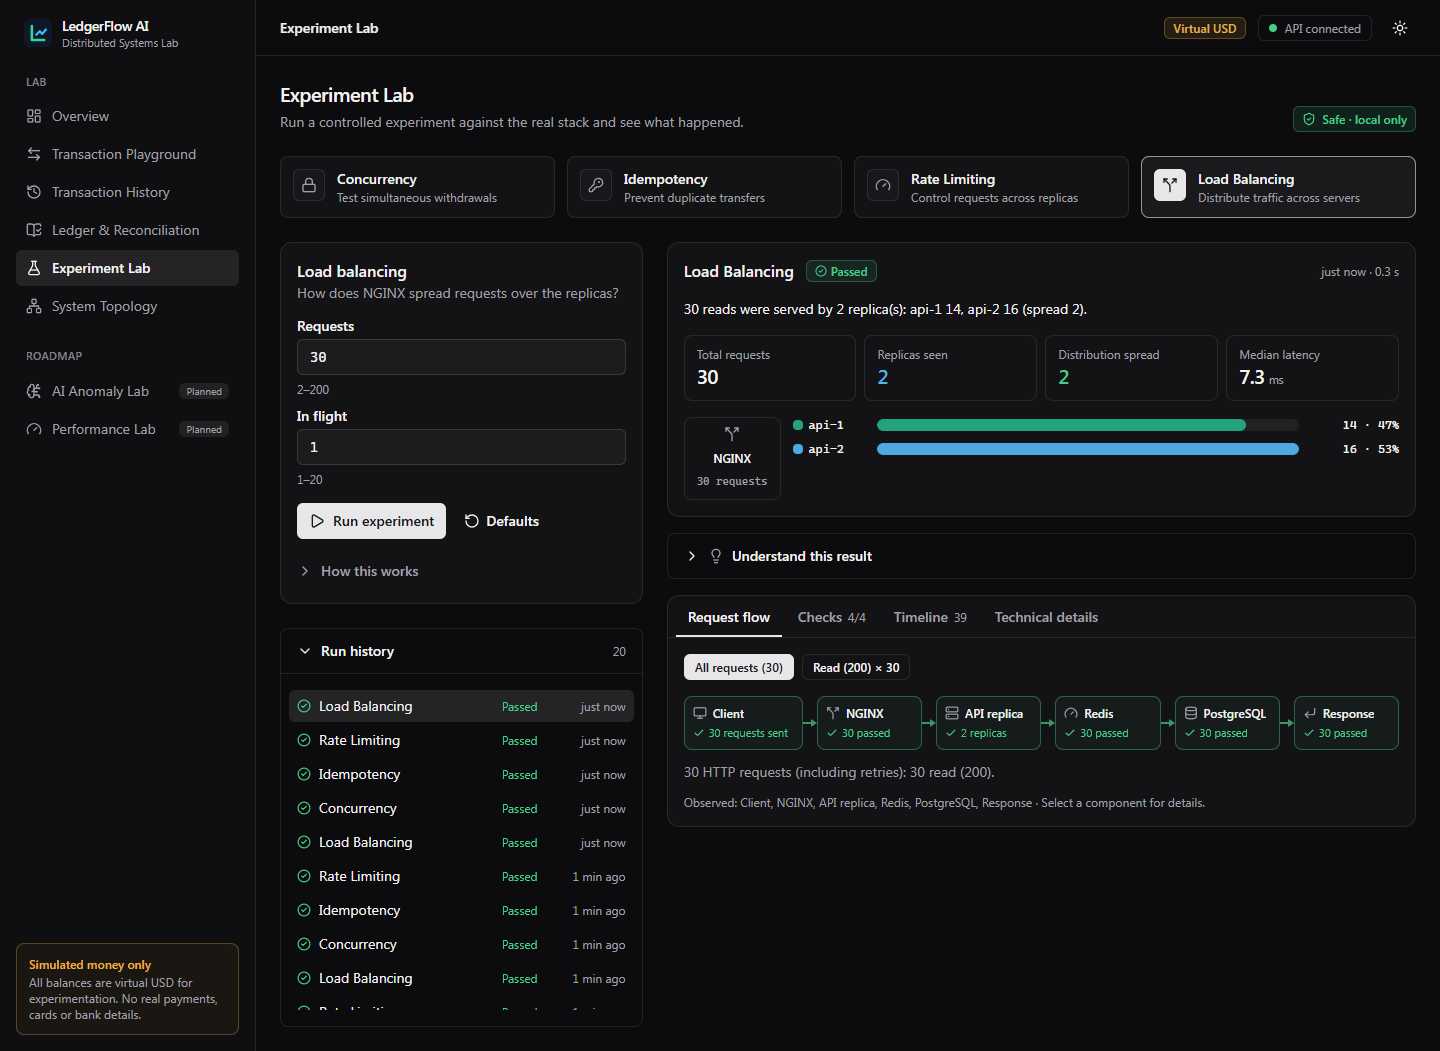 LedgerFlow AI
Distributed Systems Lab
LAB
Overview
Transaction Playground
Transaction History
Ledger & Reconciliation
Experiment Lab
System Topology
ROADMAP
AI Anomaly Lab Planned
Performance Lab Planned
Simulated money only
All balances are virtual USD for
experimentation. No real payments,
cards or bank details.
Experiment Lab
Virtual USD
API connected
Experiment Lab
Run a controlled experiment against the real stack and see what happened.
Safe · local only
Concurrency
Test simultaneous withdrawals
Idempotency
Prevent duplicate transfers
Rate Limiting
Control requests across replicas
Load Balancing
Distribute traffic across servers
Load balancing
How does NGINX spread requests over the replicas?
Requests
30
2–200
In flight
1
1–20
Run experiment
Defaults
How this works
Run history 20
Load Balancing Passed just now
Rate Limiting Passed just now
Idempotency Passed just now
Concurrency Passed just now
Load Balancing Passed just now
Rate Limiting Passed 1 min ago
Idempotency Passed 1 min ago
Concurrency Passed 1 min ago
Load Balancing Passed 1 min ago
Load Balancing Passed just now · 0.3 s
30 reads were served by 2 replica(s): api-1 14, api-2 16 (spread 2).
Total requests
30
Replicas seen
2
Distribution spread
2
Median latency
7.3 ms
NGINX
30 requests
api-1 14 · 47%
api-2 16 · 53%
Understand this result
Request flow Checks 4/4 Timeline 39 Technical details
All requests (30) Read (200) × 30
Client
30 requests sent
NGINX
30 passed
API replica
2 replicas
Redis
30 passed
PostgreSQL
30 passed
Response
30 passed
30 HTTP requests (including retries): 30 read (200).
Observed: Client, NGINX, API replica, Redis, PostgreSQL, Response · Select a component for details.